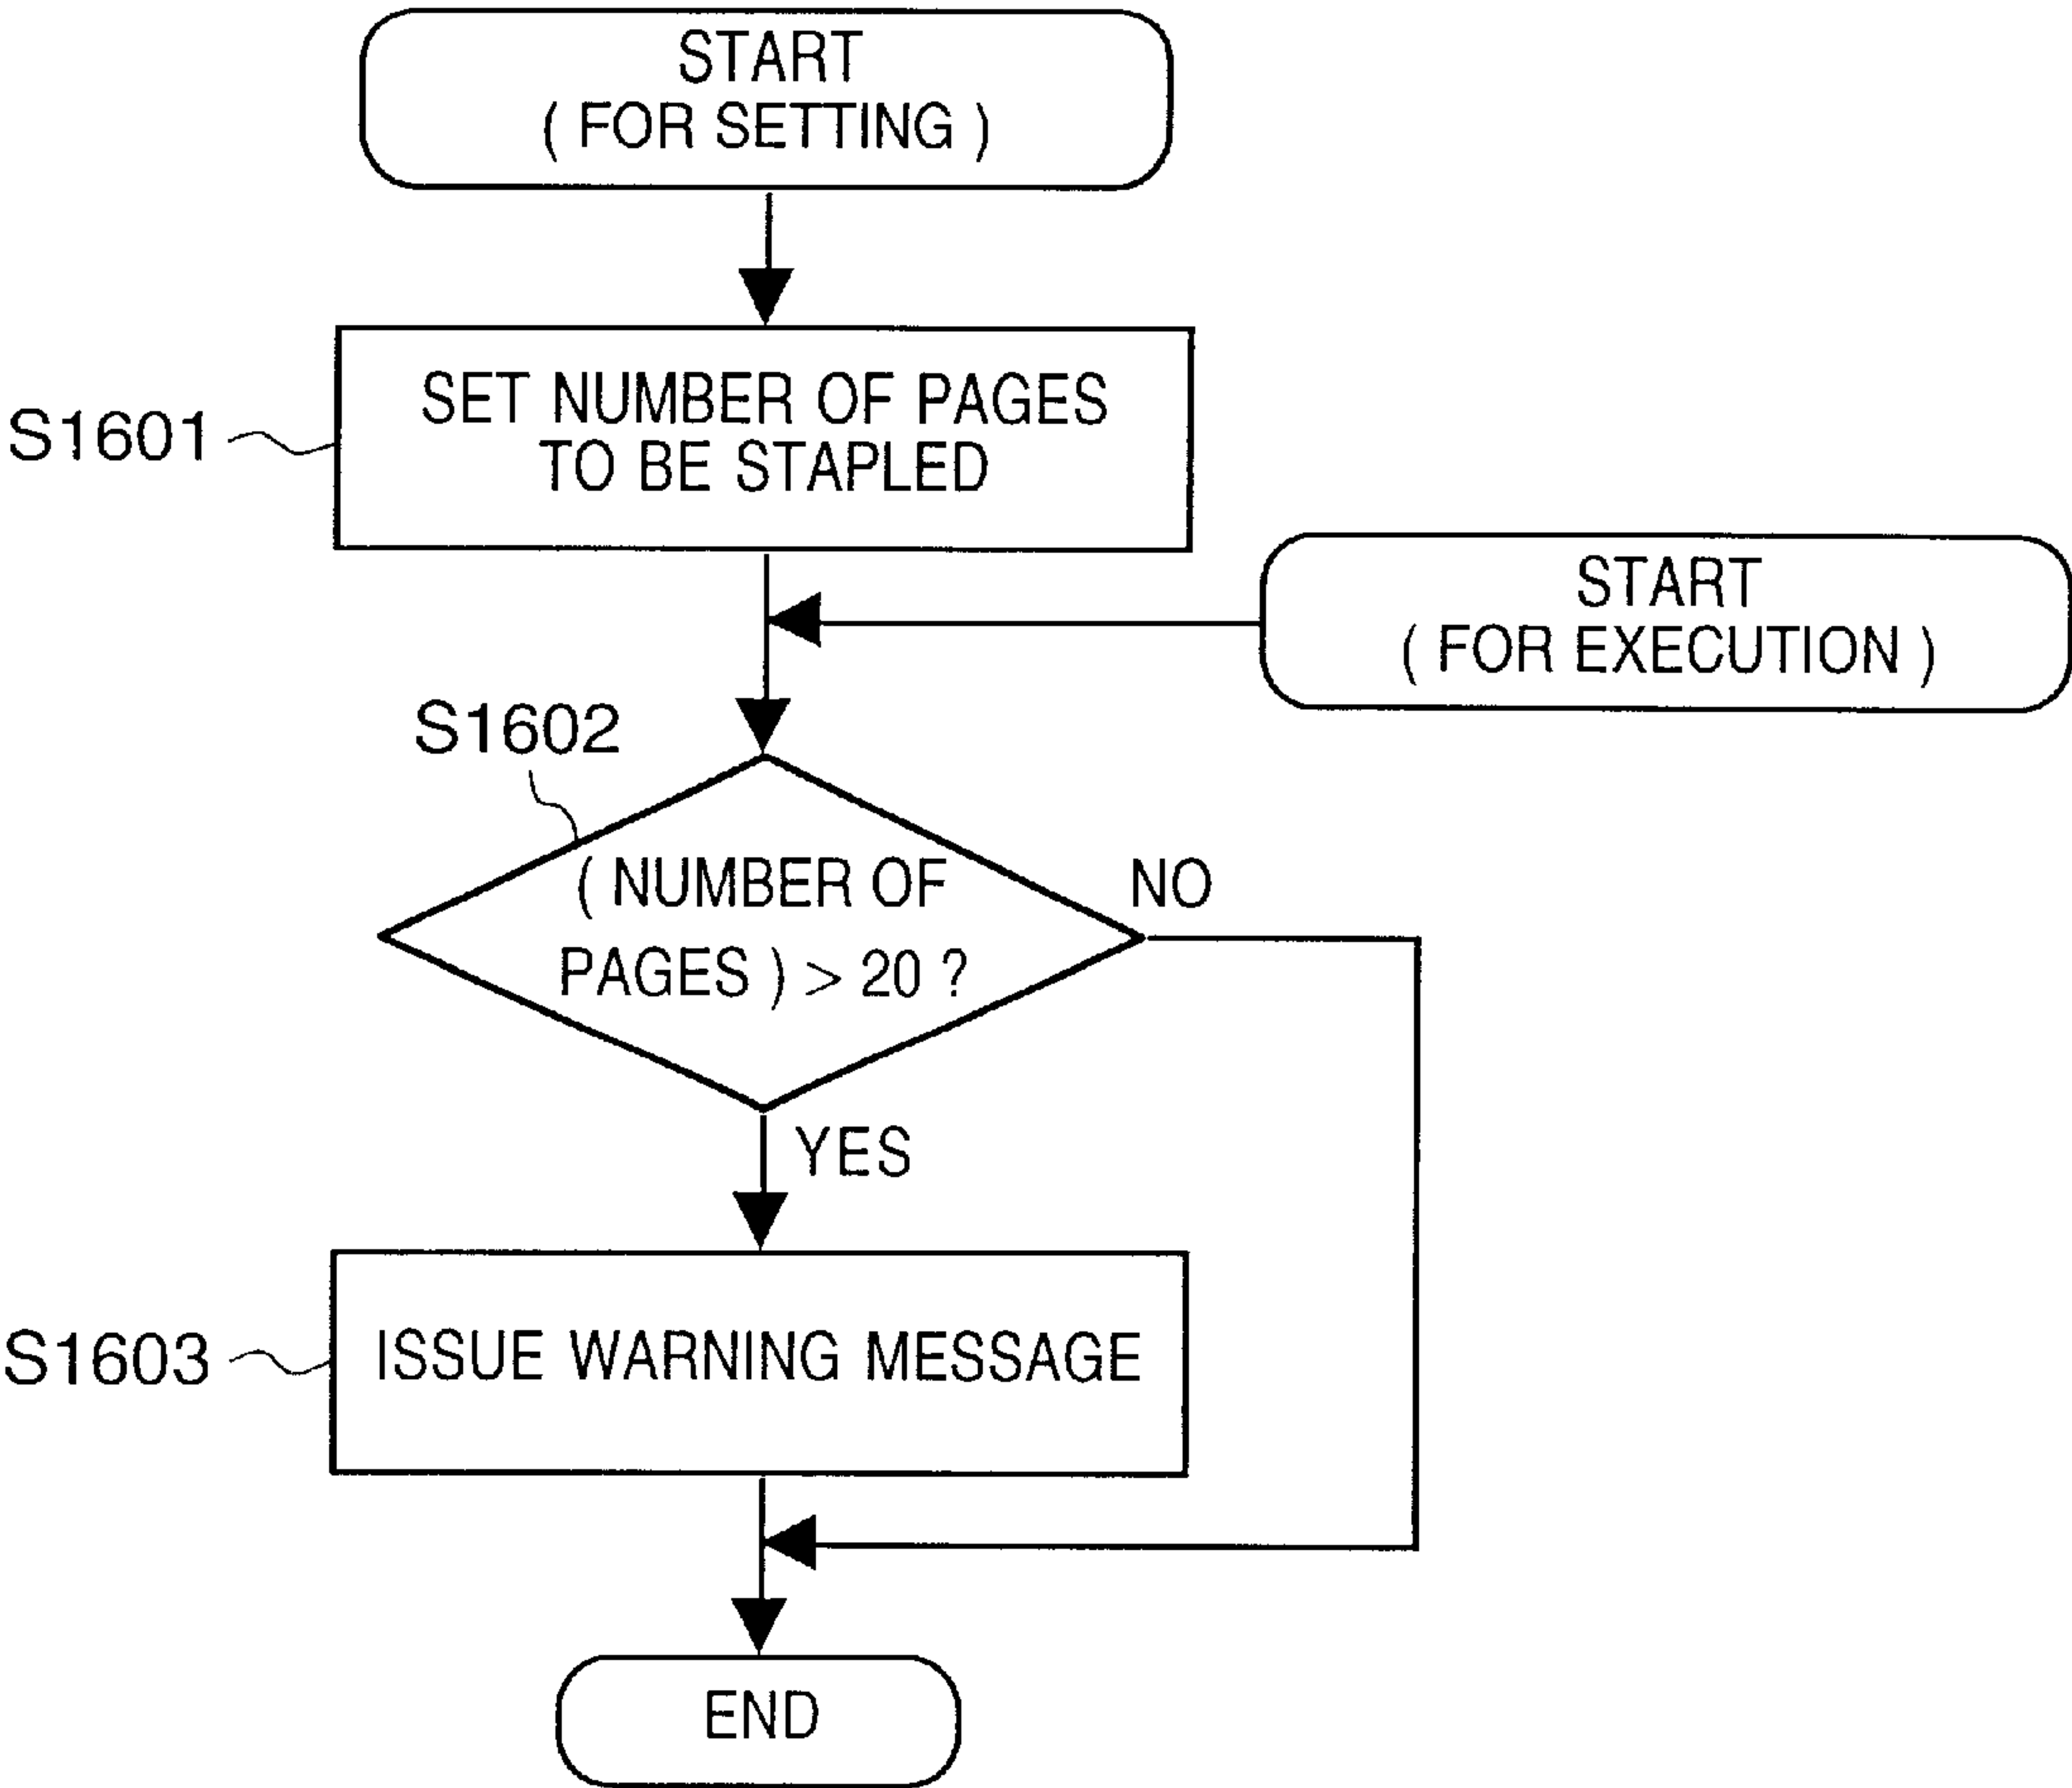 START
( FOR SETTING )
S1601
SET NUMBER OF PAGES
TO BE STAPLED
START
( FOR EXECUTION )
S1602
( NUMBER OF
PAGES ) > 20 ?
NO
YES
S1603
ISSUE WARNING MESSAGE
END